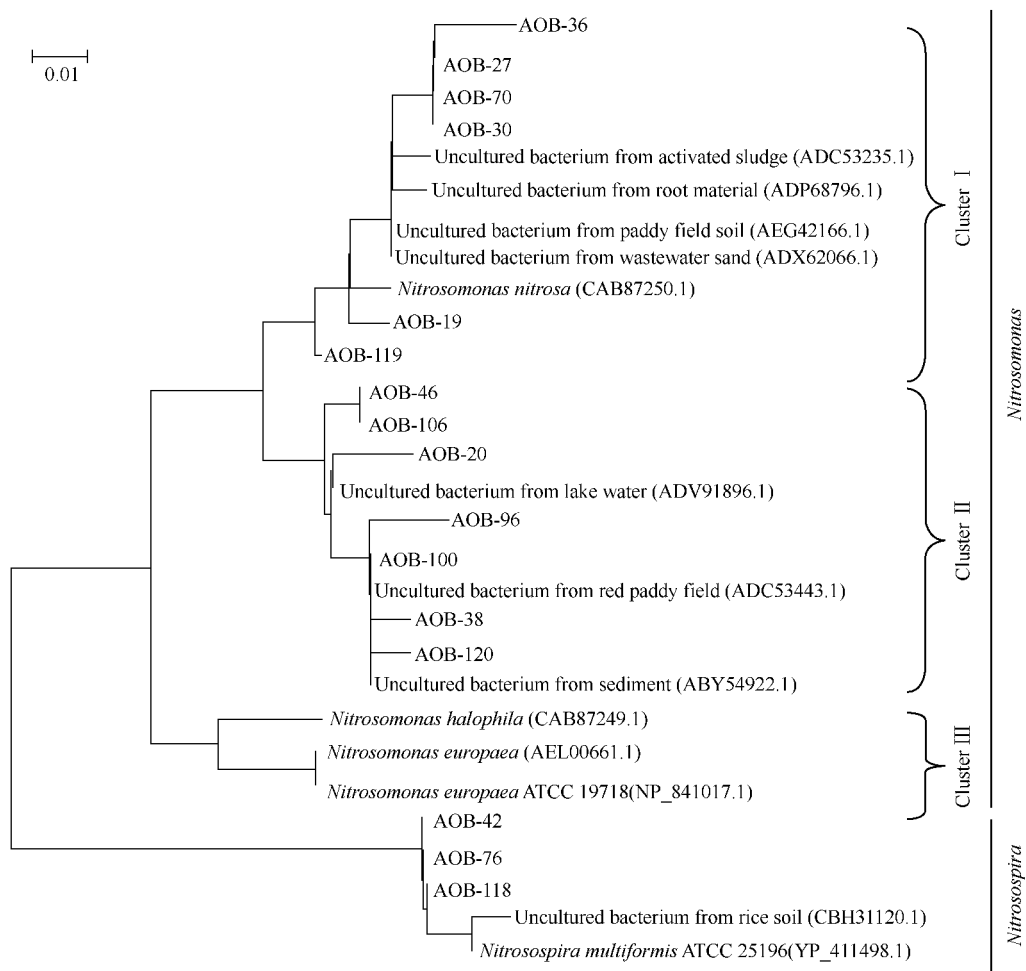 AOB-36
0.01
AOB-27
AOB-70
AOB-30
Uncultured bacterium from activated sludge (ADC53235.1)
Uncultured bacterium from root material (ADP68796.1)
Uncultured bacterium from paddy field soil (AEG42166.1)
Uncultured bacterium from wastewater sand (ADX62066.1)
Nitrosomonas nitrosa (CAB87250.1)
AOB-19
AOB-119
Cluster Ⅰ
AOB-46
AOB-106
AOB-20
Uncultured bacterium from lake water (ADV91896.1)
AOB-96
AOB-100
Uncultured bacterium from red paddy field (ADC53443.1)
AOB-38
AOB-120
Uncultured bacterium from sediment (ABY54922.1)
Cluster Ⅱ
Nitrosomonas halophila (CAB87249.1)
Nitrosomonas europaea (AEL00661.1)
Nitrosomonas europaea ATCC 19718(NP_841017.1)
Cluster Ⅲ
Nitrosomonas
AOB-42
AOB-76
AOB-118
Uncultured bacterium from rice soil (CBH31120.1)
Nitrosospira multiformis ATCC 25196(YP_411498.1)
Nitrosospira